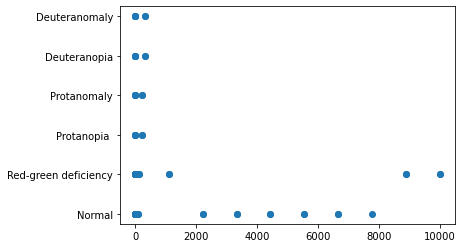 Deuteranomaly
Deuteranopia
Protanomaly
Protanopia
Red-green deficiency
Normal
0 2000 4000 6000 8000 10000